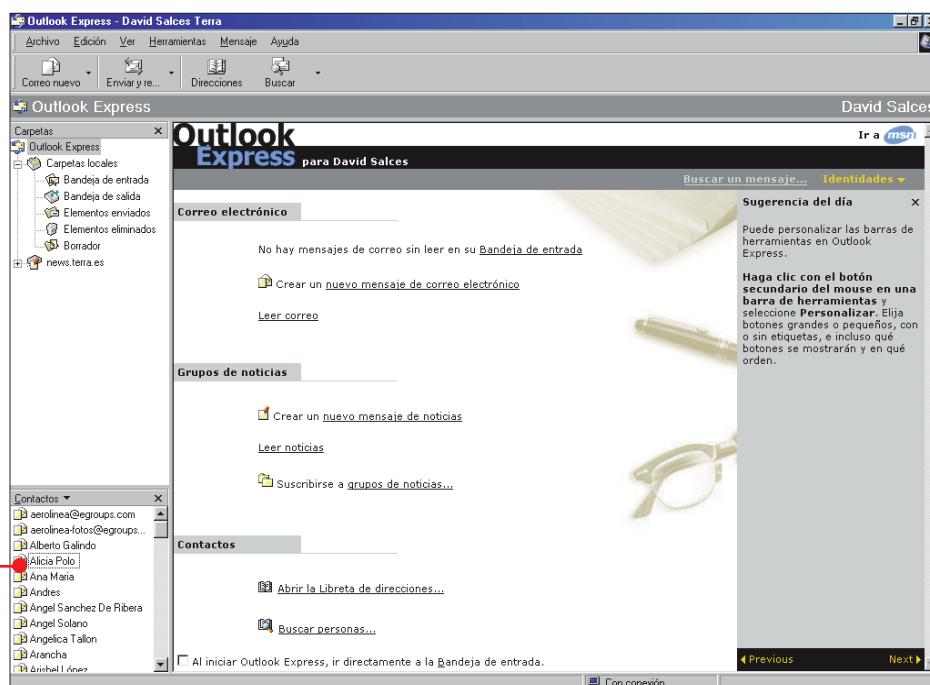 Outlook Express - David Salces Terra
Archivo Edición Ver Herramientas Mensaje Ayuda
Correo nuevo Enviar y re... Direcciones Buscar
Outlook Express David Salces
Carpetas
Outlook Express
Carpetas locales
Bandeja de entrada
Bandeja de salida
Elementos enviados
Elementos eliminados
Borrador
news.terra.es
Contactos
aerolinea@egroups.com
aerolinea-fotos@egroups...
Alberto Galindo
Alicia Polo
Ana Maria
Andres
Angel Sanchez De Ribera
Angel Solano
Angelica Tallon
Arancha
Arisbel López
Outlook
Express para David Salces
Ir a msn
Buscar un mensaje... Identidades
Correo electrónico
No hay mensajes de correo sin leer en su Bandeja de entrada
Crear un nuevo mensaje de correo electrónico
Leer correo
Grupos de noticias
Crear un nuevo mensaje de noticias
Leer noticias
Suscribirse a grupos de noticias...
Contactos
Abrir la Libreta de direcciones...
Buscar personas...
Al iniciar Outlook Express, ir directamente a la Bandeja de entrada.
Sugerencia del día
Puede personalizar las barras de
herramientas en Outlook
Express.
Haga clic con el botón
secundario del mouse en una
barra de herramientas y
seleccione Personalizar. Elija
botones grandes o pequeños, con
o sin etiquetas, e incluso qué
botones se mostrarán y en qué
orden.
Previous Next
Con conexión